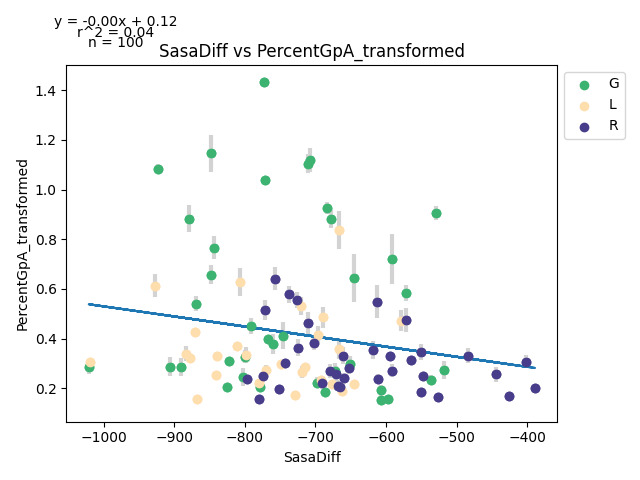 y = -0.00x + 0.12
r^2 = 0.04
n = 100
SasaDiff vs PercentGpA_transformed
G
L
R
1.4
1.2
1.0
0.8
0.6
0.4
0.2
PercentGpA_transformed
−1000 −900 −800 −700 −600 −500 −400
SasaDiff